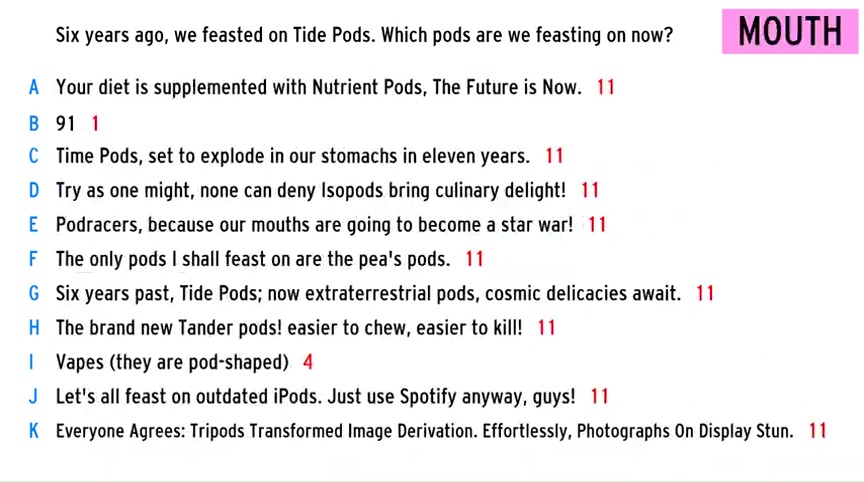 Six years ago, we feasted on Tide Pods. Which pods are we feasting on now?
MOUTH
A Your diet is supplemented with Nutrient Pods, The Future is Now. 11
B 91 1
C Time Pods, set to explode in our stomachs in eleven years. 11
D Try as one might, none can deny Isopods bring culinary delight! 11
E Podracers, because our mouths are going to become a star war! 11
F The only pods I shall feast on are the pea's pods. 11
G Six years past, Tide Pods; now extraterrestrial pods, cosmic delicacies await. 11
H The brand new Tander pods! easier to chew, easier to kill! 11
I Vapes (they are pod-shaped) 4
J Let's all feast on outdated iPods. Just use Spotify anyway, guys! 11
K Everyone Agrees: Tripods Transformed Image Derivation. Effortlessly, Photographs On Display Stun. 11